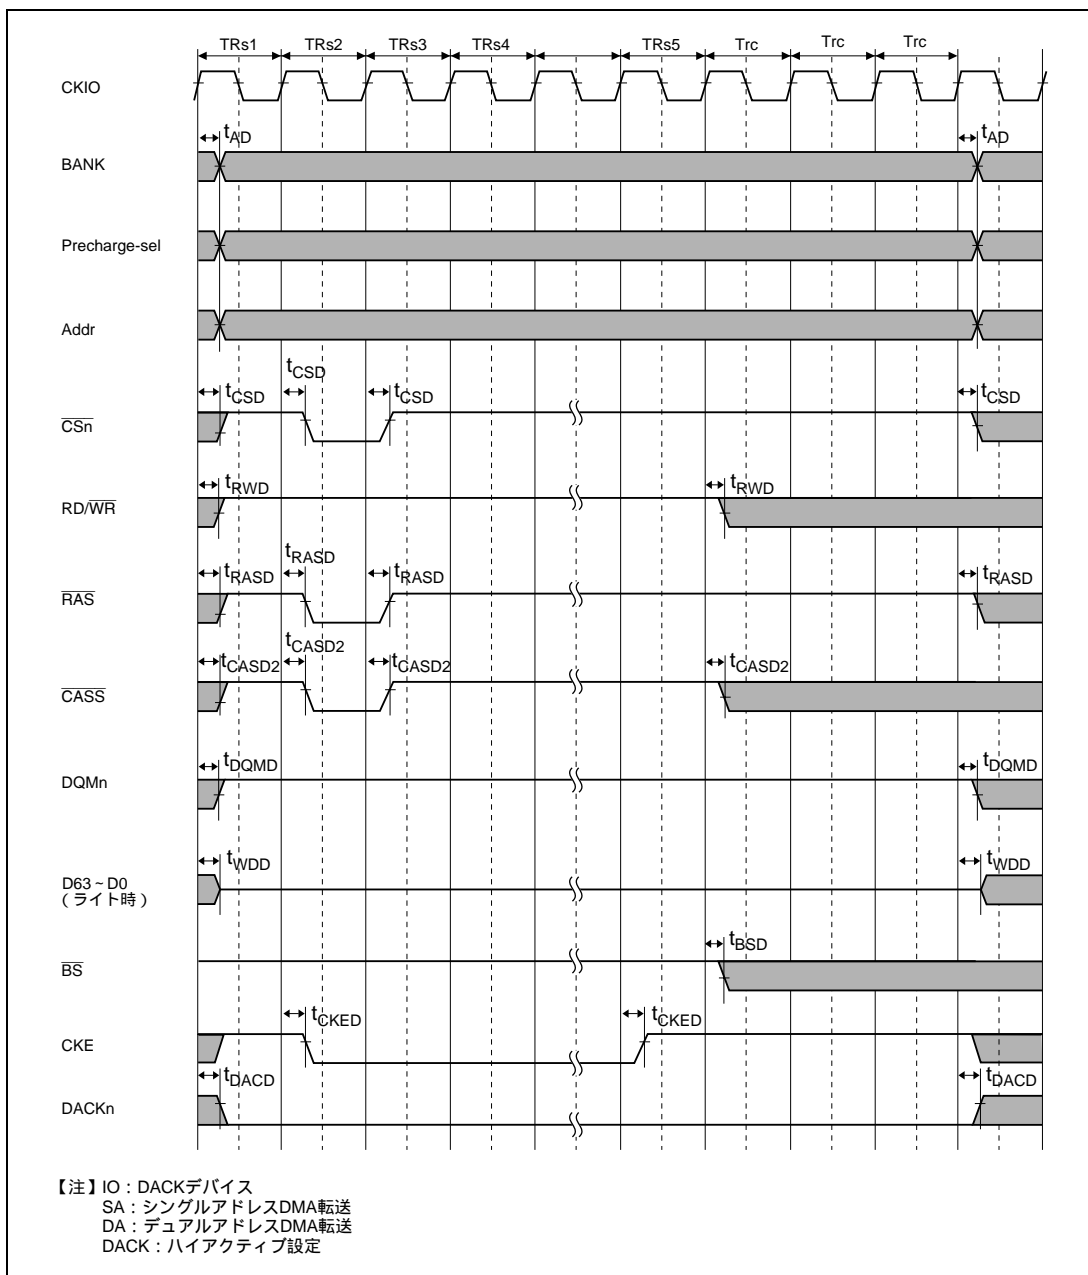 TRs1 TRs2 TRs3 TRs4 TRs5 Trc Trc Trc
CKIO
tAD tAD
BANK
Precharge-sel
Addr
tCSD tCSD tCSD tCSD
CSn
tRWD tRWD
RD/WR
tRASD tRASD tRASD tRASD
RAS
tCASD2 tCASD2 tCASD2 tCASD2
CASS
tDQMD tDQMD
DQMn
tWDD tWDD
D63~D0
(ライト時)
tBSD
BS
tCKED tCKED
CKE
tDACD tDACD
DACKn
【注】IO:DACKデバイス
SA:シングルアドレスDMA転送
DA:デュアルアドレスDMA転送
DACK:ハイアクティブ設定